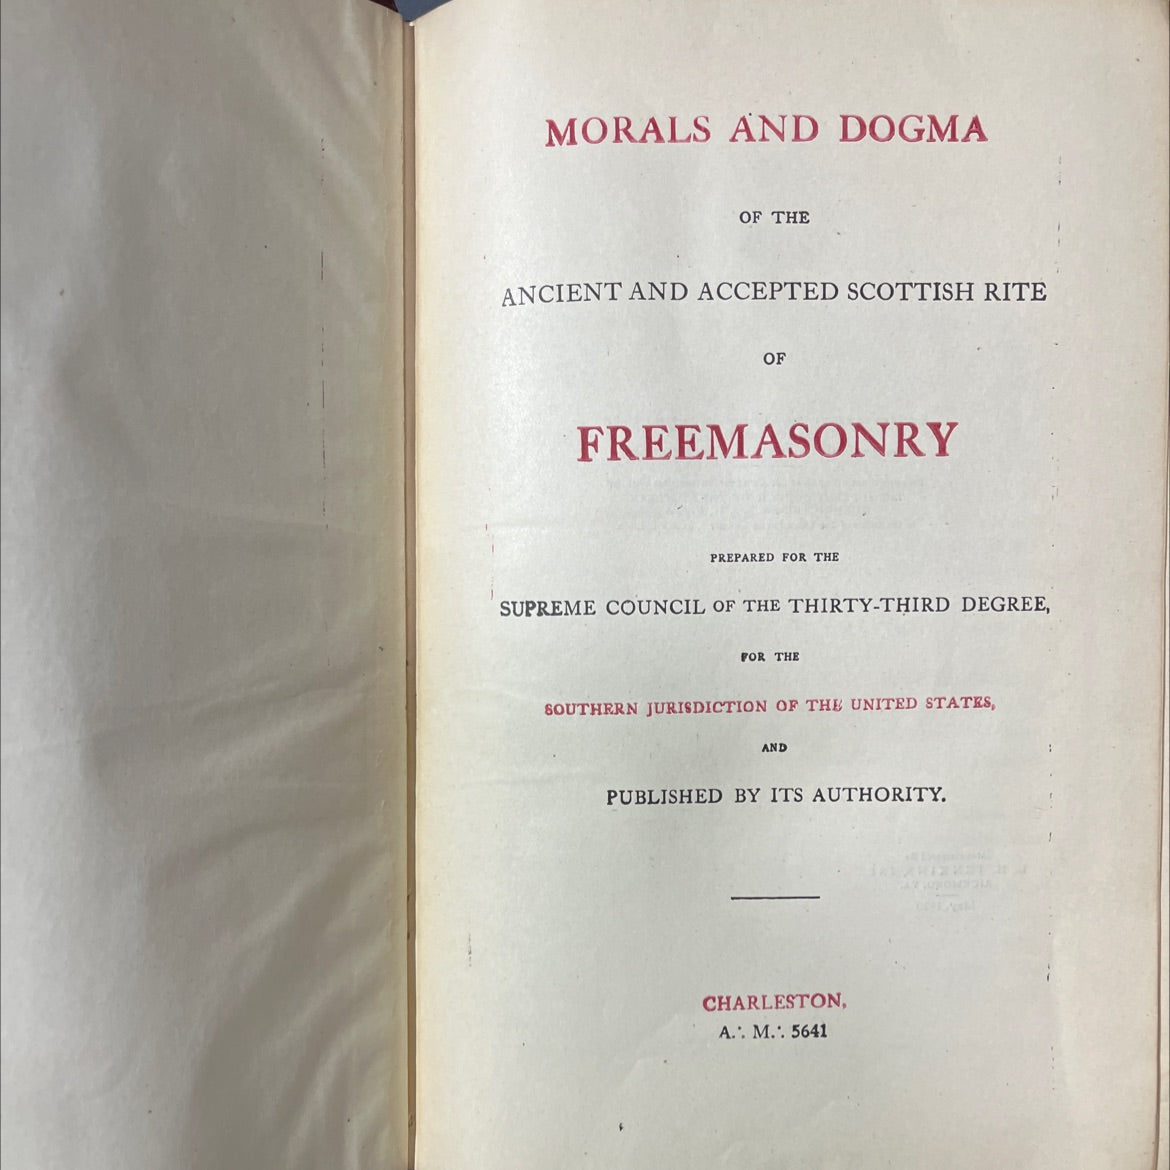 MORALS AND DOGMA
OF THE
ANCIENT AND ACCEPTED SCOTTISH RITE
OF
FREEMASONRY
PREPARED FOR THE
SUPREME COUNCIL OF THE THIRTY-THIRD DEGREE,
FOR THE
SOUTHERN JURISDICTION OF THE UNITED STATES,
AND
PUBLISHED BY ITS AUTHORITY.
CHARLESTON,
A∴ M∴ 5641